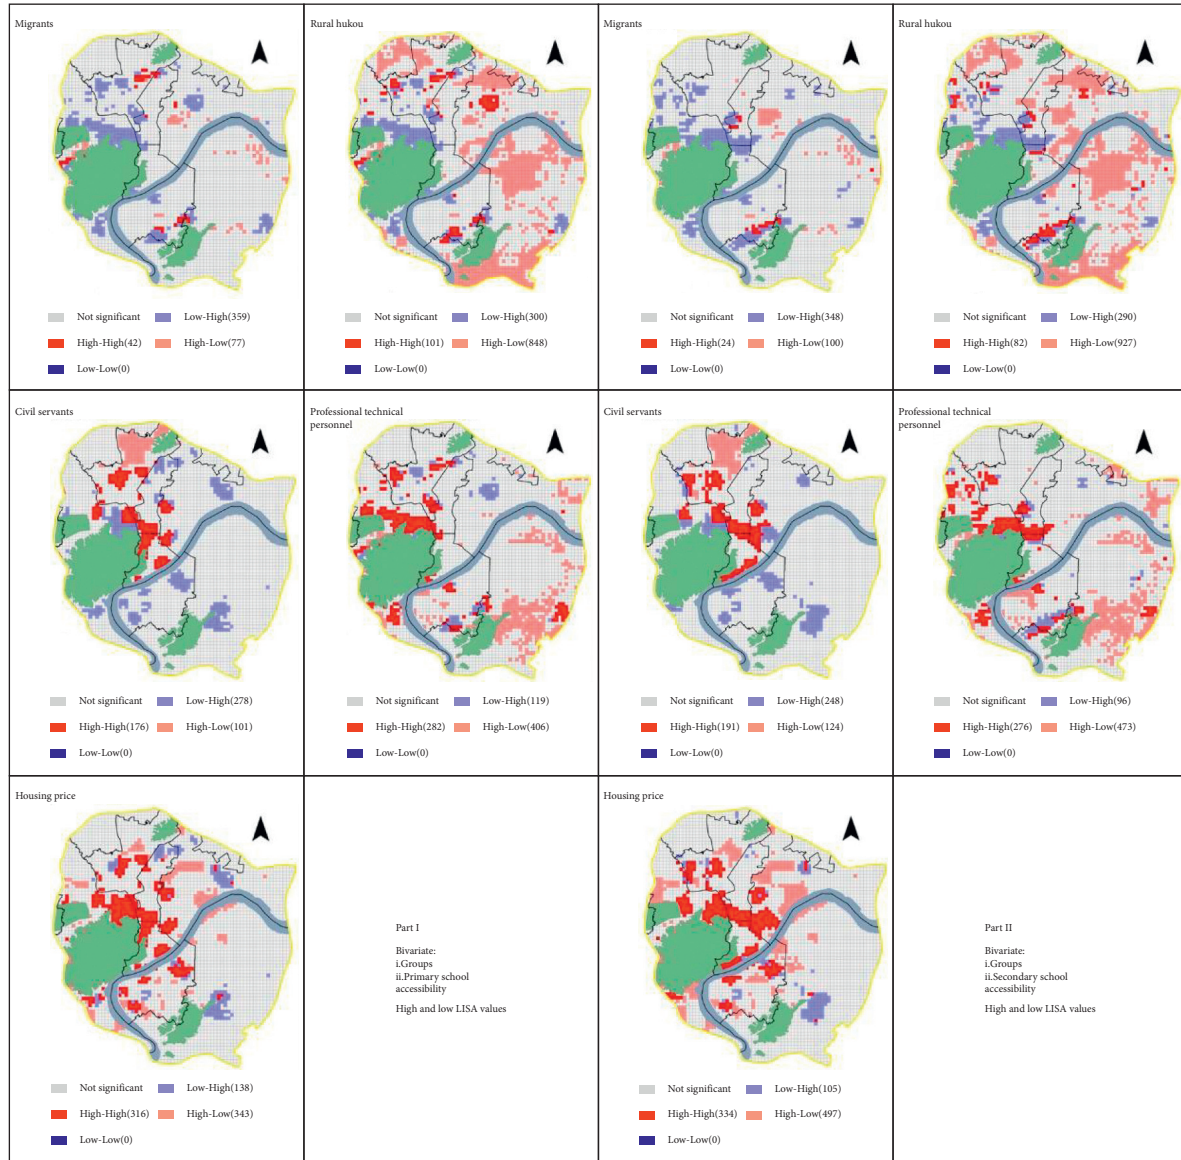 Migrants
Not significant
Low-High(359)
High-High(42)
High-Low(77)
Low-Low(0)
Rural hukou
Not significant
Low-High(300)
High-High(101)
High-Low(848)
Low-Low(0)
Migrants
Not significant
Low-High(348)
High-High(24)
High-Low(100)
Low-Low(0)
Rural hukou
Not significant
Low-High(290)
High-High(82)
High-Low(927)
Low-Low(0)
Civil servants
Not significant
Low-High(278)
High-High(176)
High-Low(101)
Low-Low(0)
Professional technical
personnel
Not significant
Low-High(119)
High-High(282)
High-Low(406)
Low-Low(0)
Civil servants
Not significant
Low-High(248)
High-High(191)
High-Low(124)
Low-Low(0)
Professional technical
personnel
Not significant
Low-High(96)
High-High(276)
High-Low(473)
Low-Low(0)
Housing price
Not significant
Low-High(138)
High-High(316)
High-Low(343)
Low-Low(0)
Part I
Bivariate:
i.Groups
ii.Primary school
accessibility
High and low LISA values
Housing price
Not significant
Low-High(105)
High-High(334)
High-Low(497)
Low-Low(0)
Part II
Bivariate:
i.Groups
ii.Secondary school
accessibility
High and low LISA values